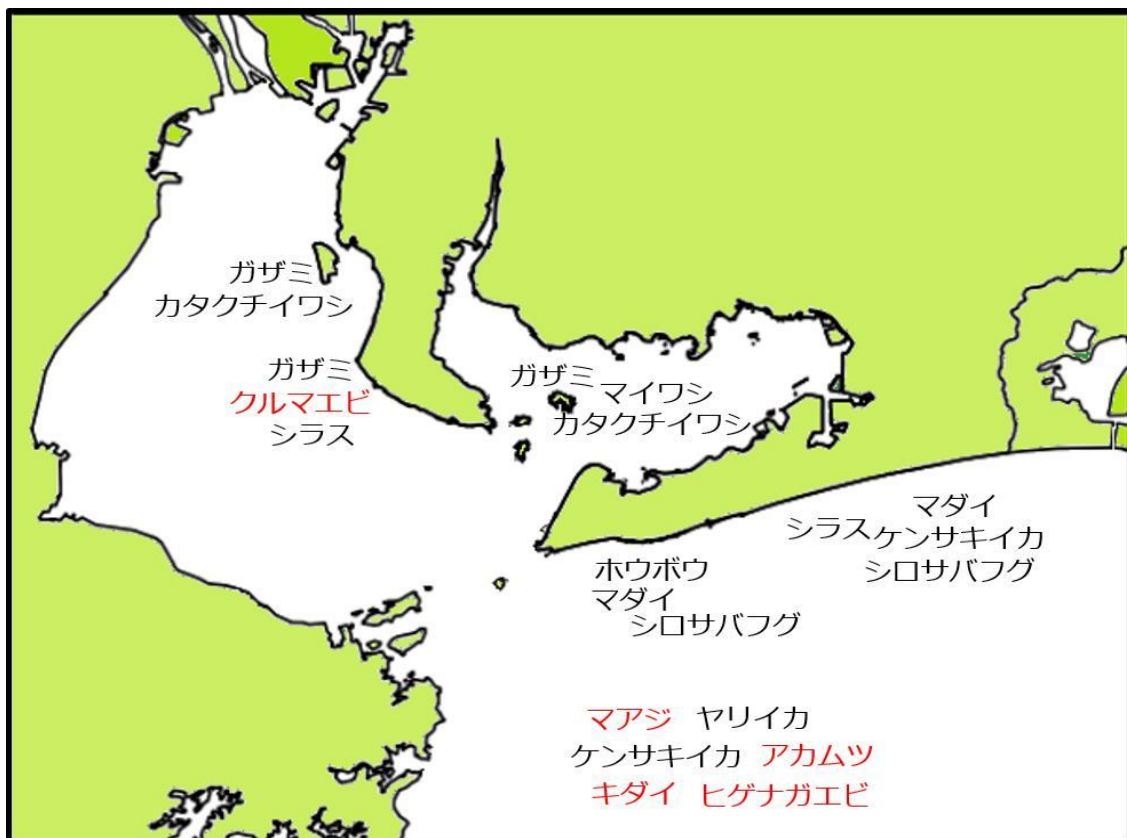 ガザミ
カタクチイワシ
ガザミ
クルマエビ
シラス
ガザミ
マイワシ
カタクチイワシ
マダイ
シラス
ケンサキイカ
シロサバフグ
ホウボウ
マダイ
シロサバフグ
マアジ ヤリイカ
ケンサキイカ アカムツ
キダイ ヒゲナガエビ